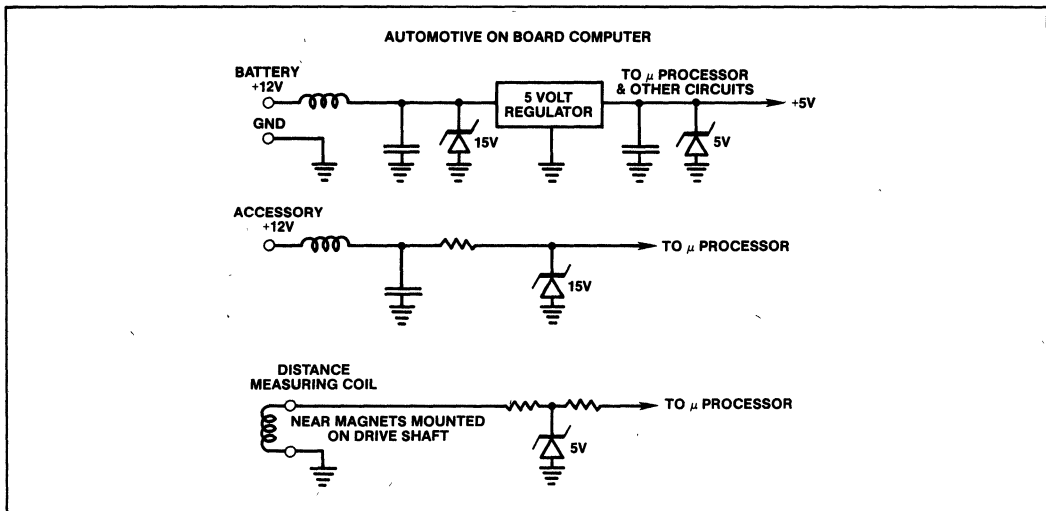 AUTOMOTIVE ON BOARD COMPUTER
BATTERY
+12V
GND
15V
5 VOLT
REGULATOR
TO μ PROCESSOR
& OTHER CIRCUITS
+5V
5V
ACCESSORY
+12V
15V
TO μ PROCESSOR
DISTANCE
MEASURING COIL
NEAR MAGNETS MOUNTED
ON DRIVE SHAFT
5V
TO μ PROCESSOR